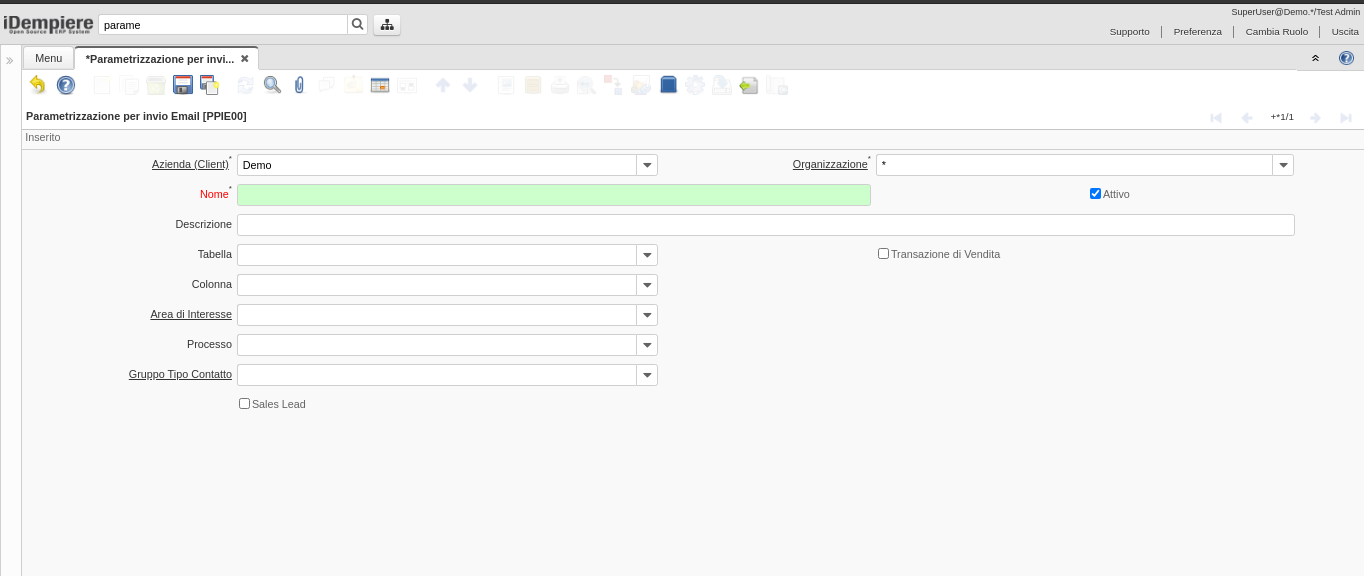 SuperUser@Demo.*/Test Admin
iDempiere
Open Source ERP System
parame
Supporto
Preferenza
Cambia Ruolo
Uscita
Menu
*Parametrizzazione per invi...
Parametrizzazione per invio Email [PPIE00]
+*1/1
Inserito
Azienda (Client)*
Demo
Organizzazione*
*
Nome*
Attivo
Descrizione
Tabella
Transazione di Vendita
Colonna
Area di Interesse
Processo
Gruppo Tipo Contatto
Sales Lead